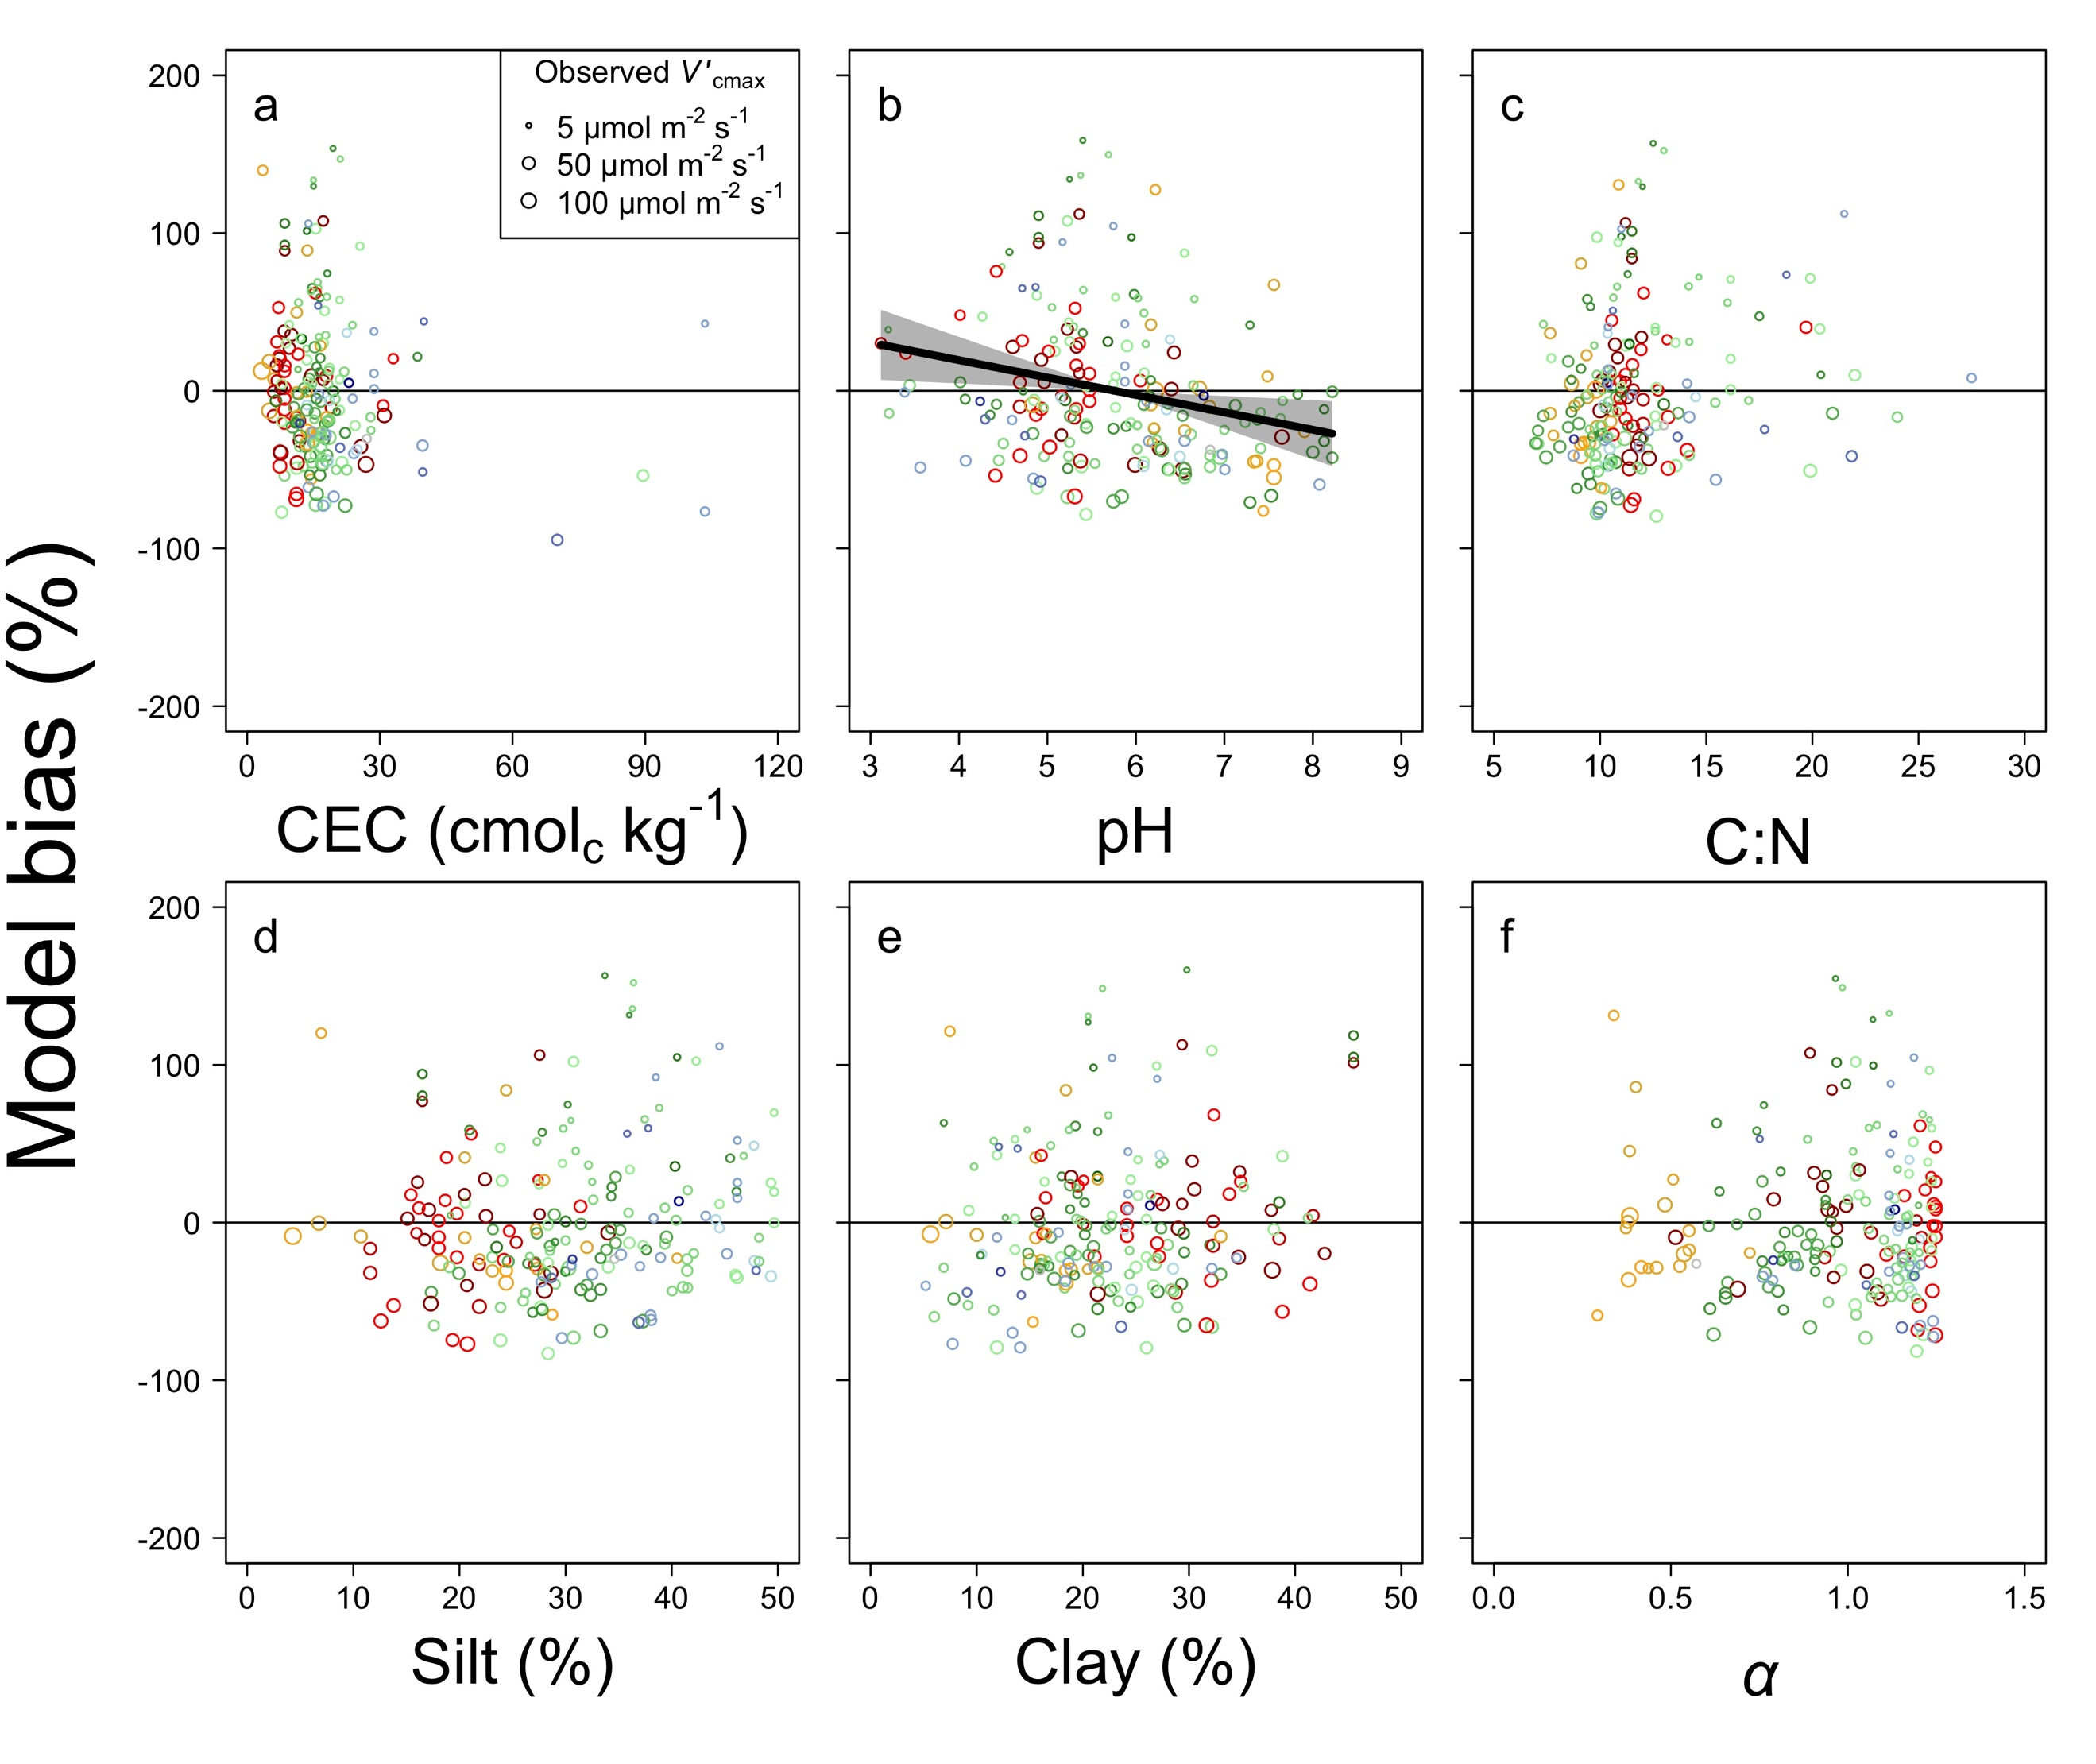 Model bias (%)
200
100
0
-100
-200
a
Observed V'cmax
5 µmol m-2 s-1
50 µmol m-2 s-1
100 µmol m-2 s-1
0 30 60 90 120
CEC (cmolc kg-1)
b
3 4 5 6 7 8 9
pH
c
5 10 15 20 25 30
C:N
200
100
0
-100
-200
d
0 10 20 30 40 50
Silt (%)
e
0 10 20 30 40 50
Clay (%)
f
0.0 0.5 1.0 1.5
α